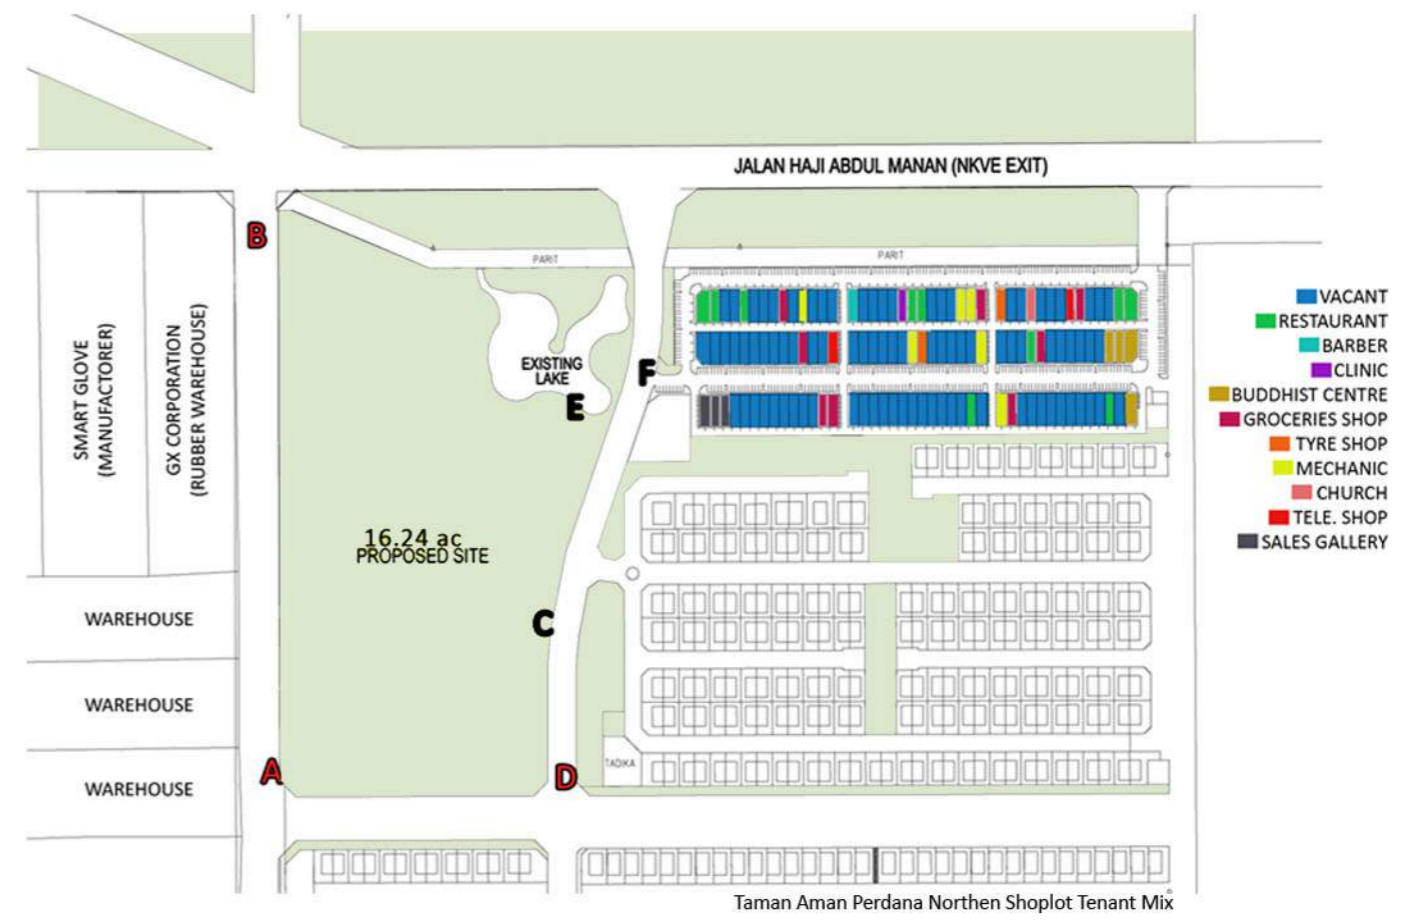 JALAN HAJI ABDUL MANAN (NKVE EXIT)
B
PARIT
PARIT
SMART GLOVE
(MANUFACTORER)
GX CORPORATION
(RUBBER WAREHOUSE)
EXISTING
LAKE
F
E
VACANT
RESTAURANT
BARBER
CLINIC
BUDDHIST CENTRE
GROCERIES SHOP
TYRE SHOP
MECHANIC
CHURCH
TELE. SHOP
SALES GALLERY
16.24 ac
PROPOSED SITE
WAREHOUSE
C
WAREHOUSE
A
D
TADIKA
WAREHOUSE
Taman Aman Perdana Northen Shoplot Tenant Mix